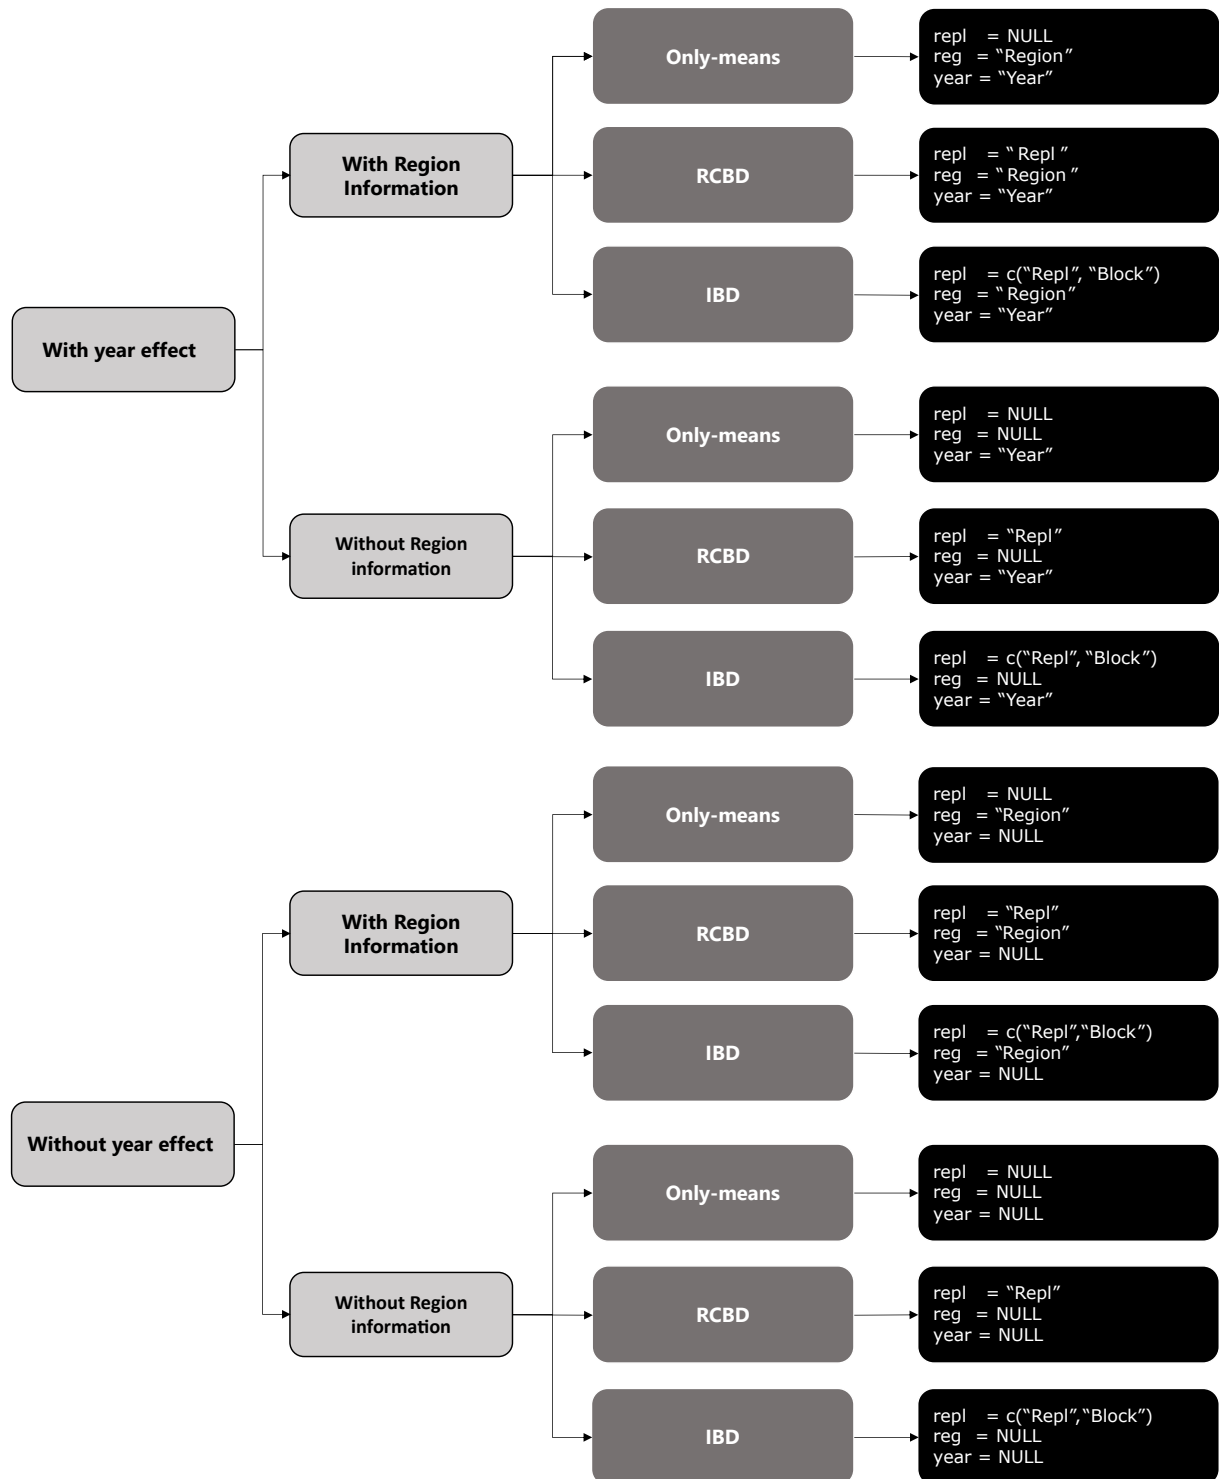 With year effect
With Region
Information
Only-means
repl = NULL
reg = “Region”
year = “Year”
RCBD
repl = “Repl”
reg = “Region”
year = “Year”
IBD
repl = c(“Repl”, “Block”)
reg = “Region”
year = “Year”
Without Region
information
Only-means
repl = NULL
reg = NULL
year = “Year”
RCBD
repl = “Repl”
reg = NULL
year = “Year”
IBD
repl = c(“Repl”, “Block”)
reg = NULL
year = “Year”
Without year effect
With Region
Information
Only-means
repl = NULL
reg = “Region”
year = NULL
RCBD
repl = “Repl”
reg = “Region”
year = NULL
IBD
repl = c(“Repl”,“Block”)
reg = “Region”
year = NULL
Without Region
information
Only-means
repl = NULL
reg = NULL
year = NULL
RCBD
repl = “Repl”
reg = NULL
year = NULL
IBD
repl = c(“Repl”,“Block”)
reg = NULL
year = NULL